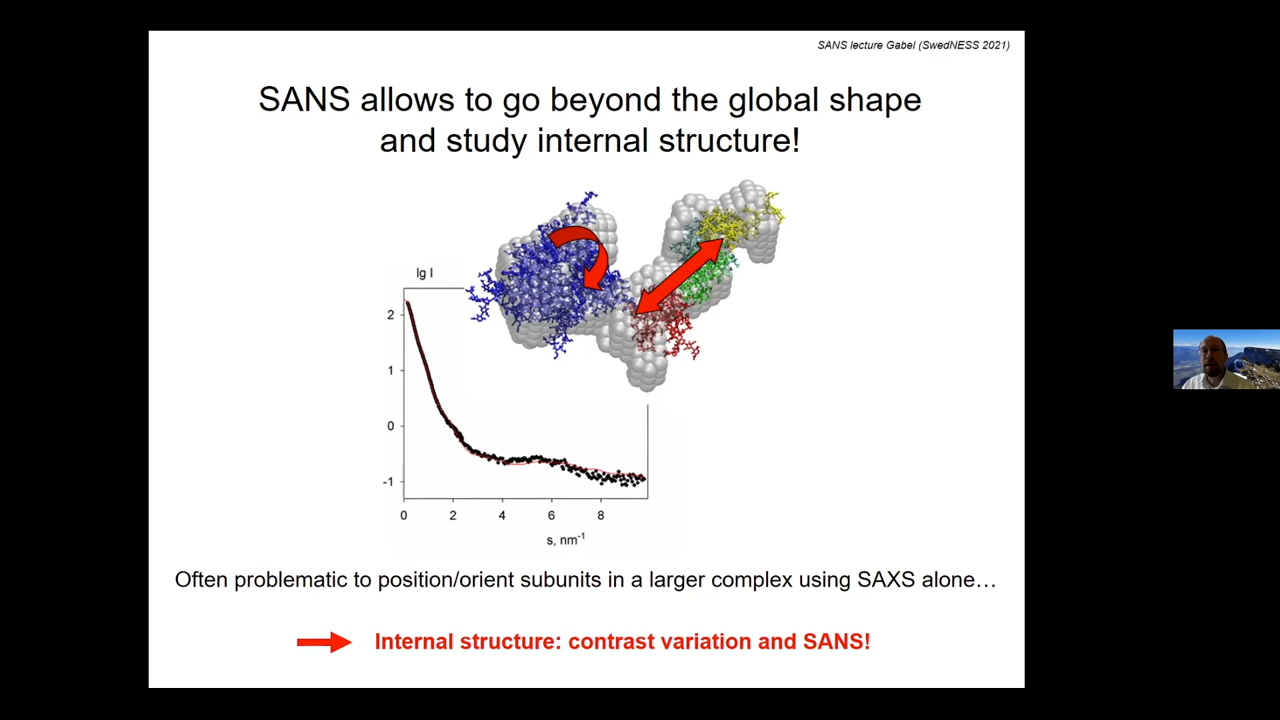 SANS lecture Gabel (SwedNESS 2021)
SANS allows to go beyond the global shape
and study internal structure!
lg I
2
1
0
-1
0 2 4 6 8
s, nm⁻¹
Often problematic to position/orient subunits in a larger complex using SAXS alone…
Internal structure: contrast variation and SANS!